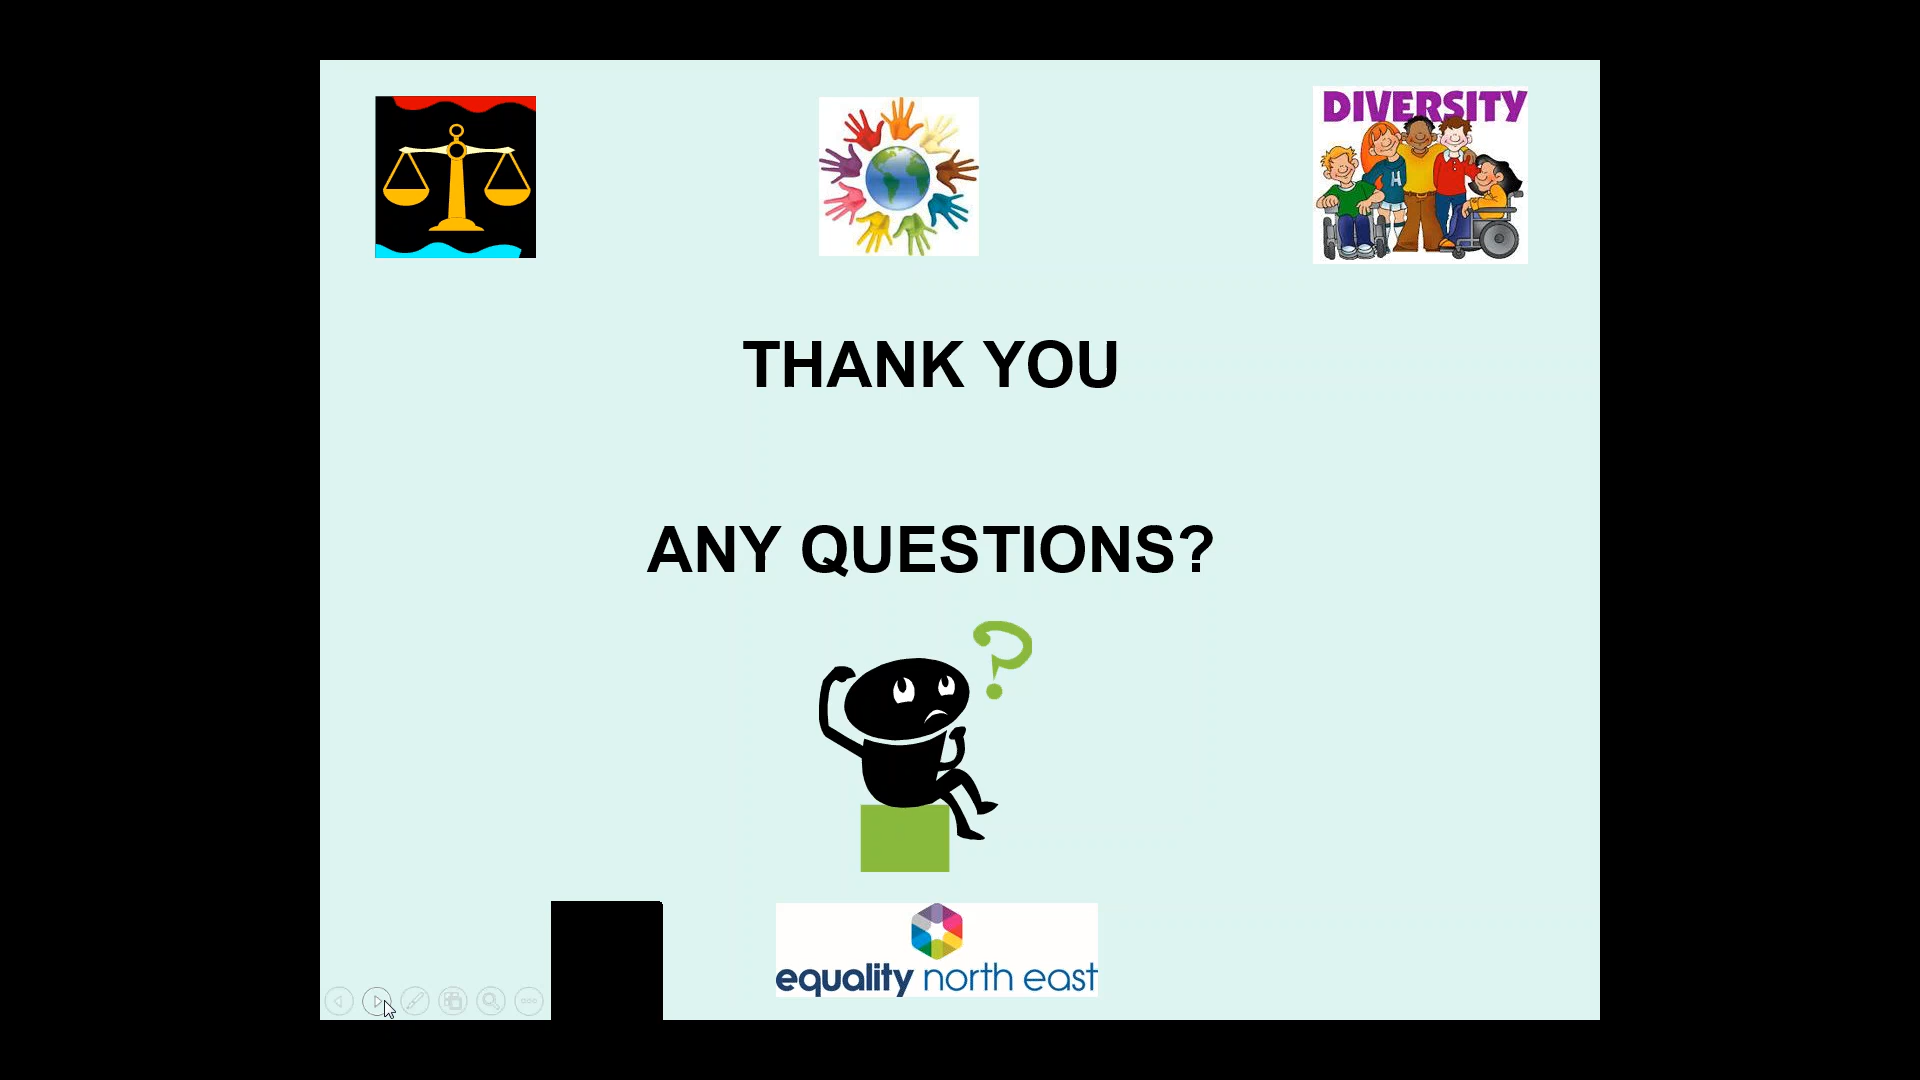 DIVERSITY
H
THANK YOU
ANY QUESTIONS?
?
equality north east